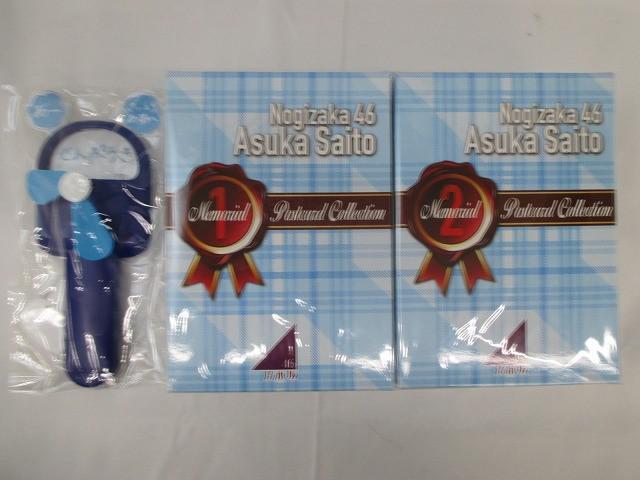 Nogizaka 46
Asuka Saito
1
Memorial Postcard Collection
Nogizaka 46
Asuka Saito
2
Memorial Postcard Collection